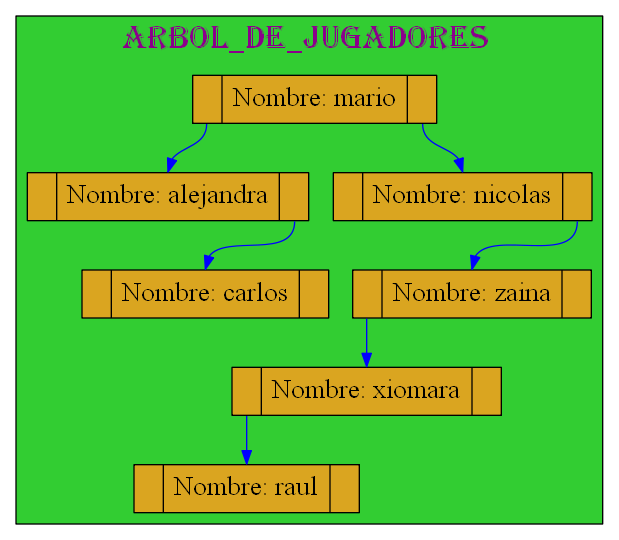 ARBOL_DE_JUGADORES
Nombre: mario
Nombre: alejandra
Nombre: nicolas
Nombre: carlos
Nombre: zaina
Nombre: xiomara
Nombre: raul